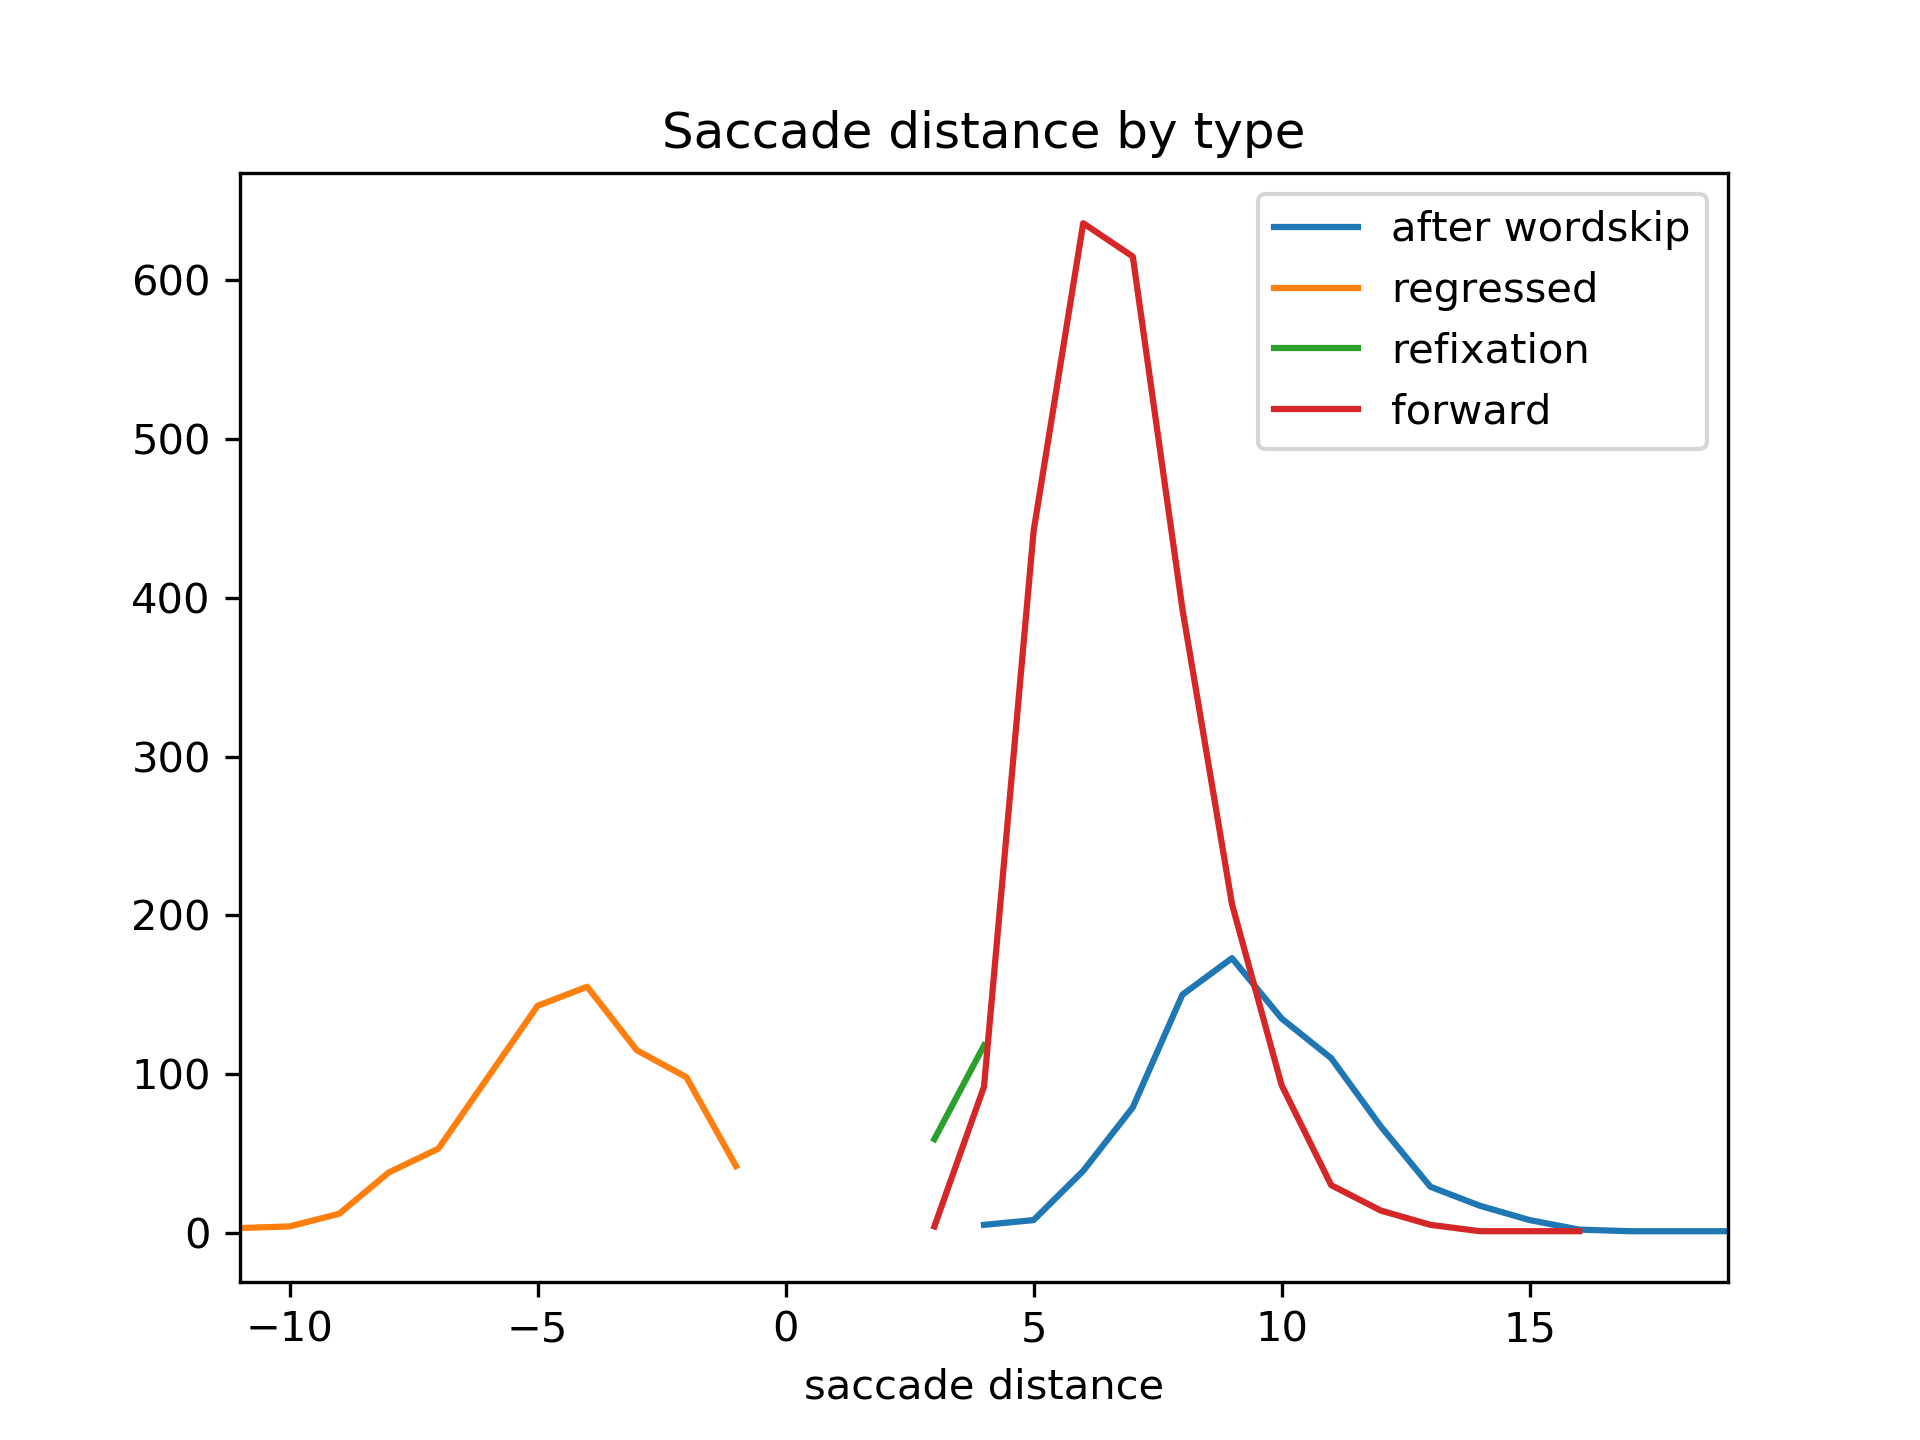 Saccade distance by type
after wordskip
regressed
refixation
forward
600
500
400
300
200
100
0
−10 −5 0 5 10 15
saccade distance